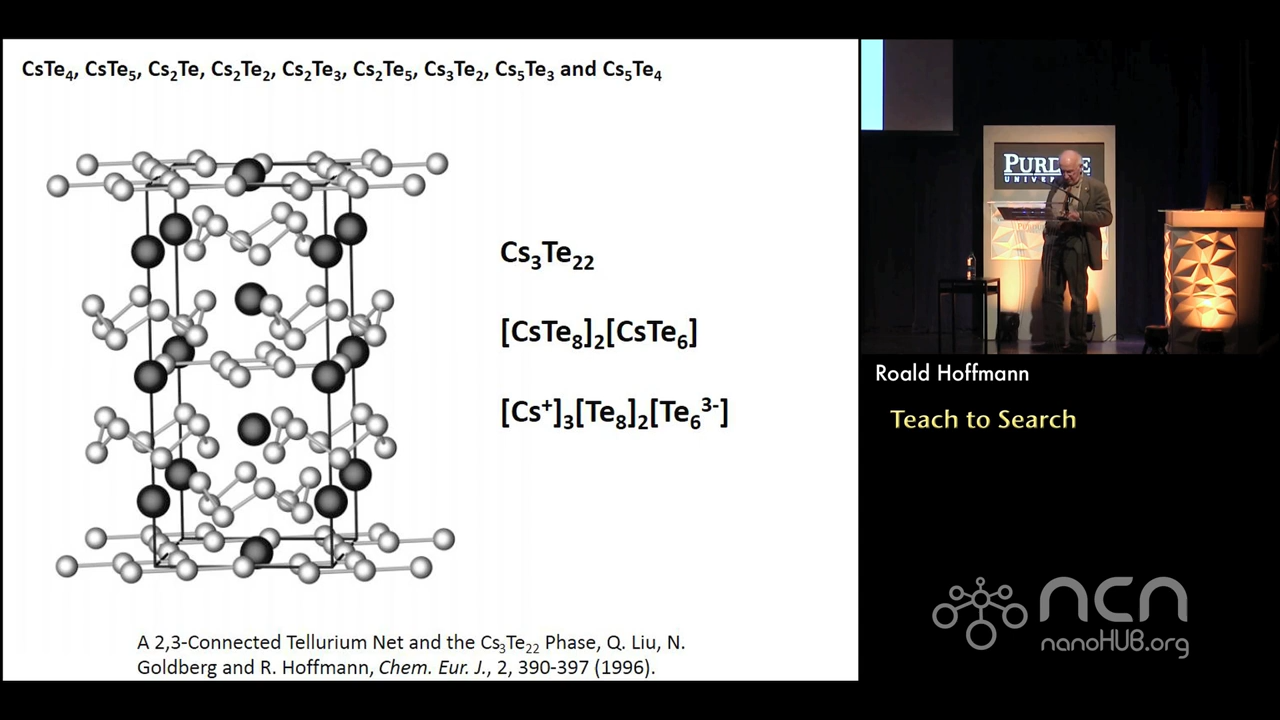 CsTe₄, CsTe₅, Cs₂Te, Cs₂Te₂, Cs₂Te₃, Cs₂Te₅, Cs₃Te₂, Cs₅Te₃ and Cs₅Te₄
Cs₃Te₂₂
[CsTe₈]₂[CsTe₆]
[Cs⁺]₃[Te₈]₂[Te₆³⁻]
A 2,3-Connected Tellurium Net and the Cs₃Te₂₂ Phase, Q. Liu, N.
Goldberg and R. Hoffmann, Chem. Eur. J., 2, 390-397 (1996).
PURDUE
UNIVERSITY
Roald Hoffmann
Teach to Search
ncn
nanoHUB.org